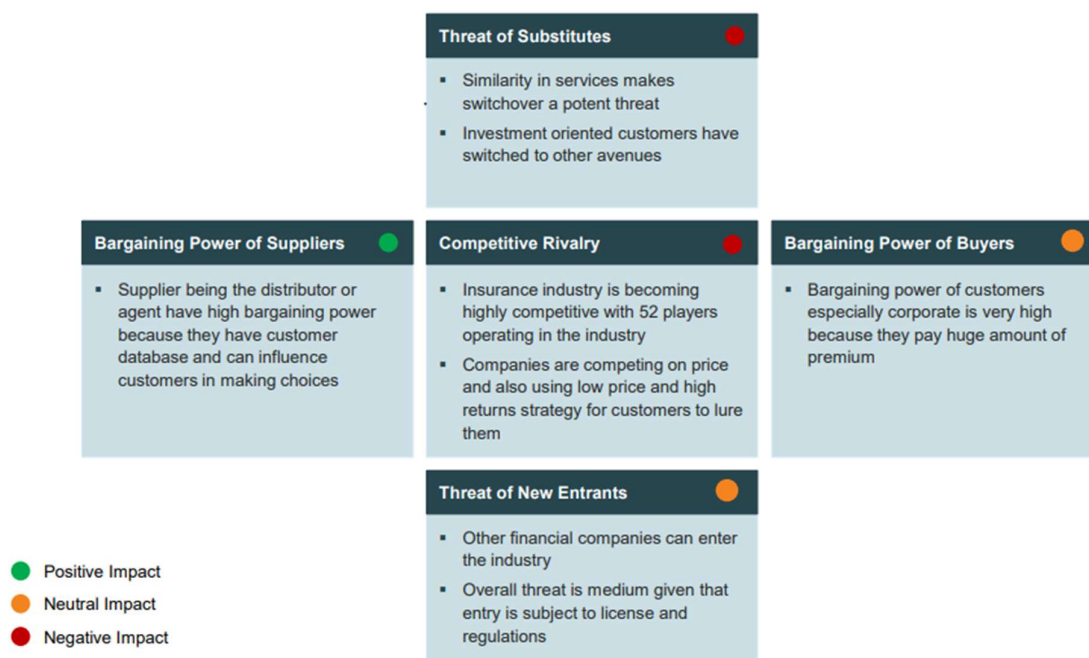 Threat of Substitutes
▪ Similarity in services makes
switchover a potent threat
▪ Investment oriented customers have
switched to other avenues
Bargaining Power of Suppliers
▪ Supplier being the distributor or
agent have high bargaining power
because they have customer
database and can influence
customers in making choices
Competitive Rivalry
▪ Insurance industry is becoming
highly competitive with 52 players
operating in the industry
▪ Companies are competing on price
and also using low price and high
returns strategy for customers to lure
them
Bargaining Power of Buyers
▪ Bargaining power of customers
especially corporate is very high
because they pay huge amount of
premium
Threat of New Entrants
▪ Other financial companies can enter
the industry
▪ Overall threat is medium given that
entry is subject to license and
regulations
Positive Impact
Neutral Impact
Negative Impact